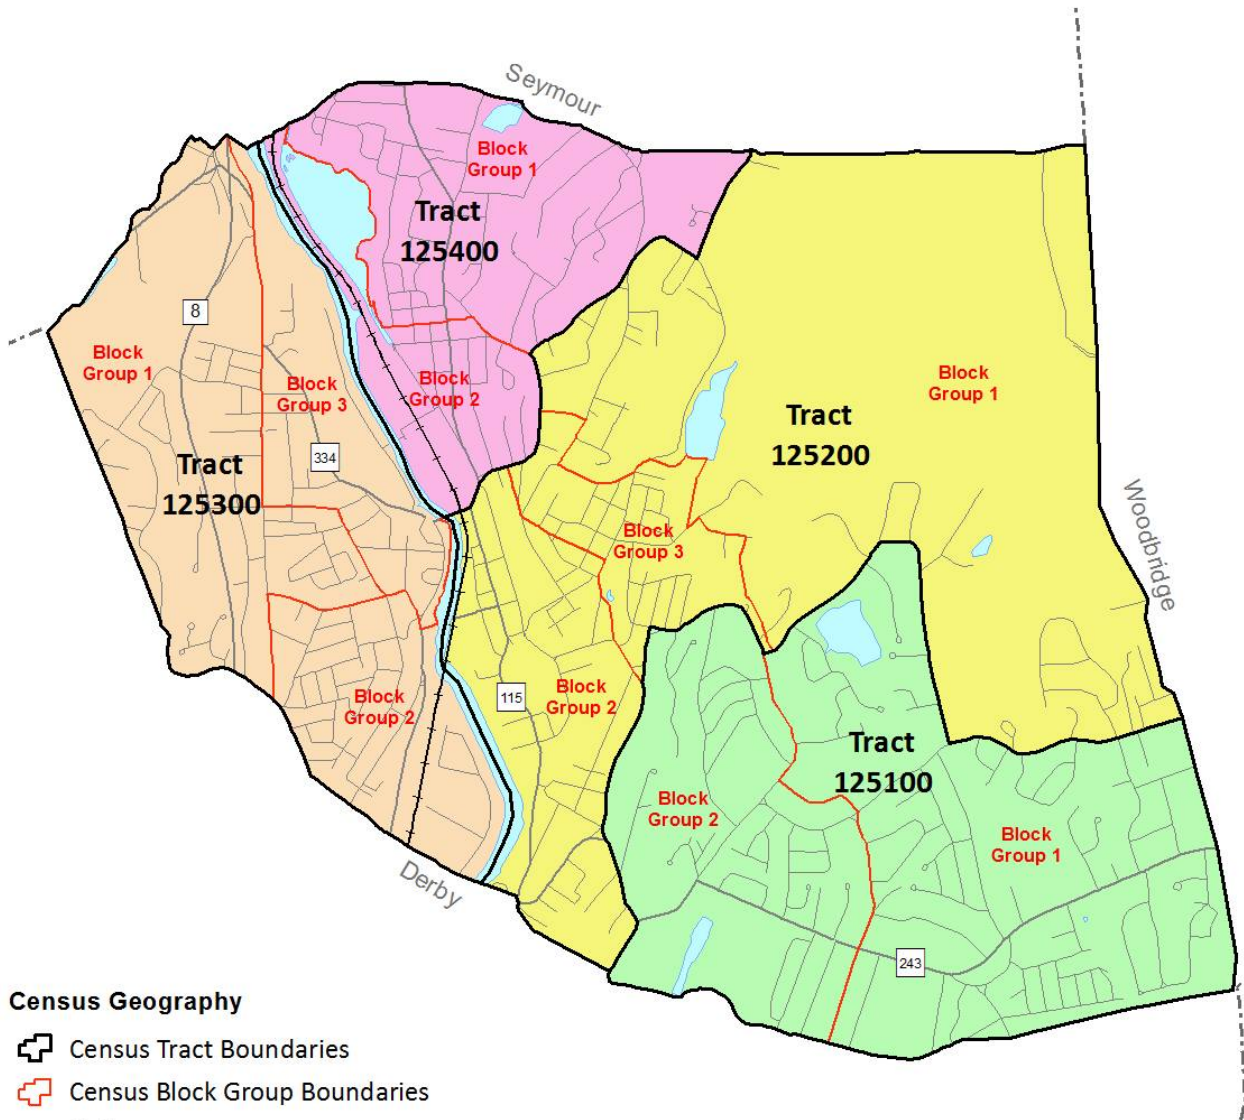 Seymour
Block
Group 1
Tract
125400
8
Block
Group 1
Block
Group 3
Block
Group 2
Block
Group 1
Tract
125200
334
Tract
125300
Woodbridge
Block
Group 3
Block
Group 2
115
Block
Group 2
Tract
125100
Block
Group 2
Block
Group 1
Derby
243
Census Geography
Census Tract Boundaries
Census Block Group Boundaries